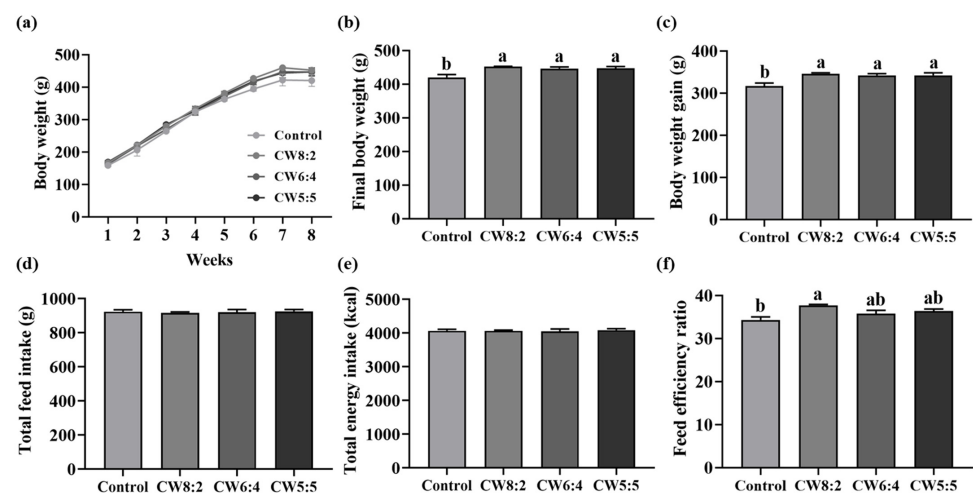 (a)
Body weight (g)
500
400
300
200
100
0
1 2 3 4 5 6 7 8
Weeks
Control
CW8:2
CW6:4
CW5:5
(b)
Final body weight (g)
500
400
300
200
100
0
b a a a
Control CW8:2 CW6:4 CW5:5
(c)
Body weight gain (g)
400
300
200
100
0
b a a a
Control CW8:2 CW6:4 CW5:5
(d)
Total feed intake (g)
1000
800
600
400
200
0
Control CW8:2 CW6:4 CW5:5
(e)
Total energy intake (kcal)
5000
4000
3000
2000
1000
0
Control CW8:2 CW6:4 CW5:5
(f)
Feed efficiency ratio
40
30
20
10
0
b a ab ab
Control CW8:2 CW6:4 CW5:5